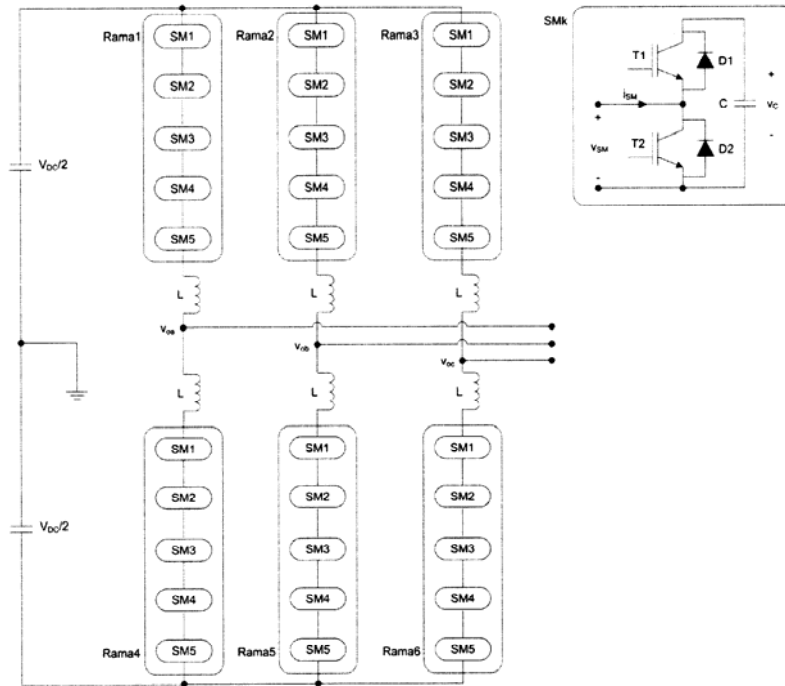 Rama1
SM1
SM2
SM3
SM4
SM5
Rama2
SM1
SM2
SM3
SM4
SM5
Rama3
SM1
SM2
SM3
SM4
SM5
SMk
T1
D1
iSM
+
C
+
vC
-
vSM
T2
D2
-
VDC/2
L
L
L
voa
vob
voc
L
L
L
VDC/2
SM1
SM2
SM3
SM4
SM5
Rama4
SM1
SM2
SM3
SM4
SM5
Rama5
SM1
SM2
SM3
SM4
SM5
Rama6